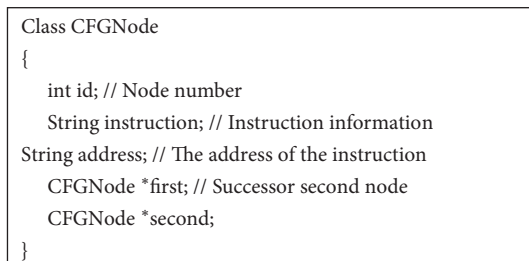 Class CFGNode
{
int id; // Node number
String instruction; // Instruction information
String address; // The address of the instruction
CFGNode *first; // Successor second node
CFGNode *second;
}